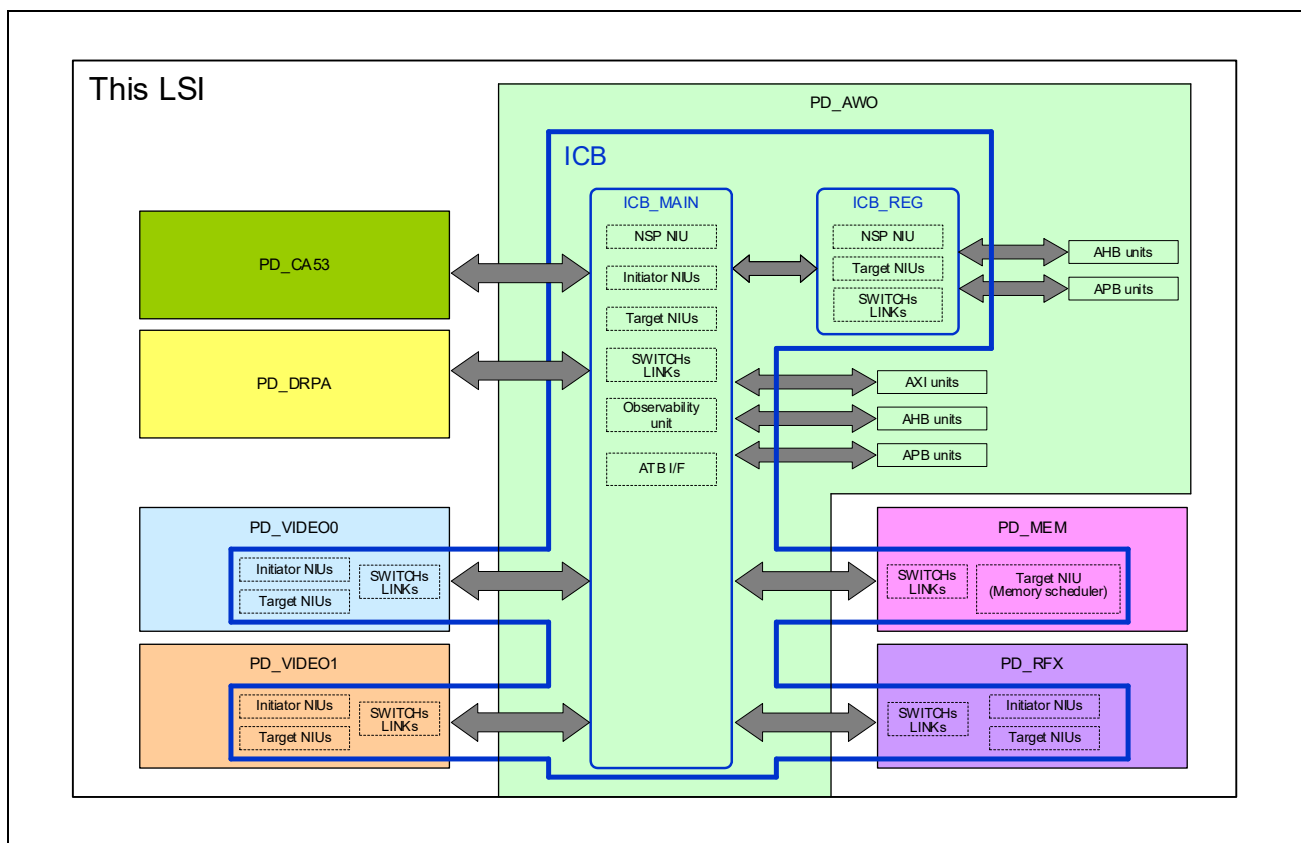 This LSI
PD_AWO
ICB
ICB_MAIN
NSP NIU
Initiator NIUs
Target NIUs
SWITCHs
LINKS
Observability
unit
ATB I/F
ICB_REG
NSP NIU
Target NIUs
SWITCHs
LINKS
AHB units
APB units
AXI units
AHB units
APB units
PD_CA53
PD_DRPA
PD_VIDEO0
Initiator NIUs
Target NIUs
SWITCHs
LINKs
PD_VIDEO1
Initiator NIUs
Target NIUs
SWITCHs
LINKs
PD_MEM
SWITCHs
LINKs
Target NIU
(Memory scheduler)
PD_RFX
SWITCHs
LINKs
Initiator NIUs
Target NIUs